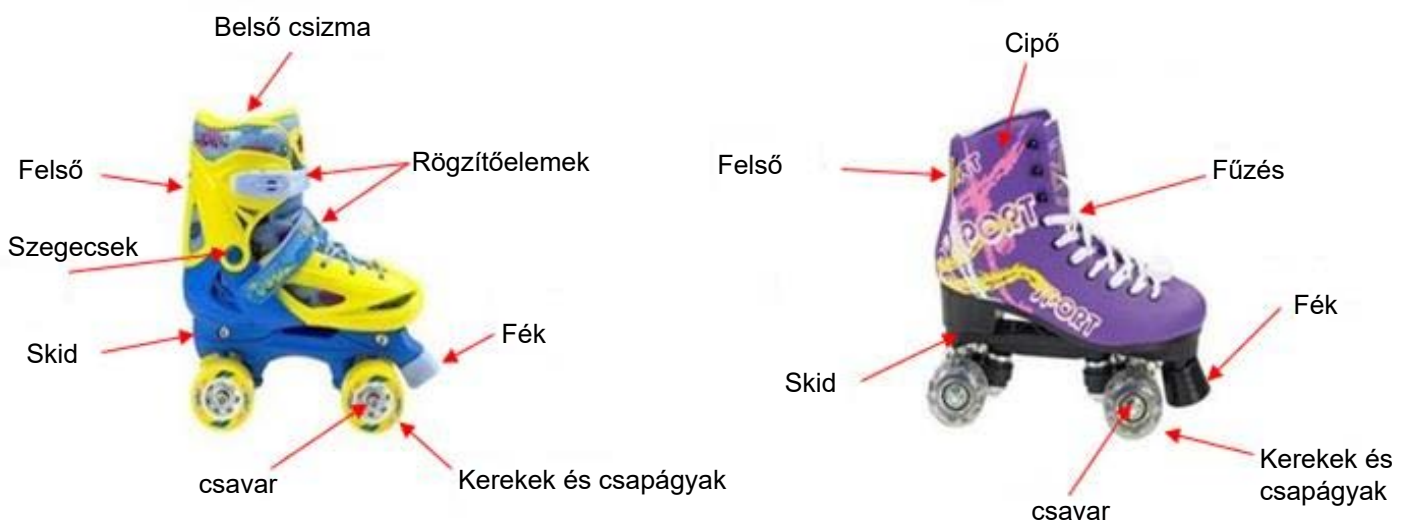 Belső csizma
Felső
Rögzítőelemek
Szegecsek
Skid
Fék
csavar
Kerekek és csapágyak
Cipő
Felső
Fűzés
SPORT
SPORT
Fék
Skid
Kerekek és
csapágyak
csavar